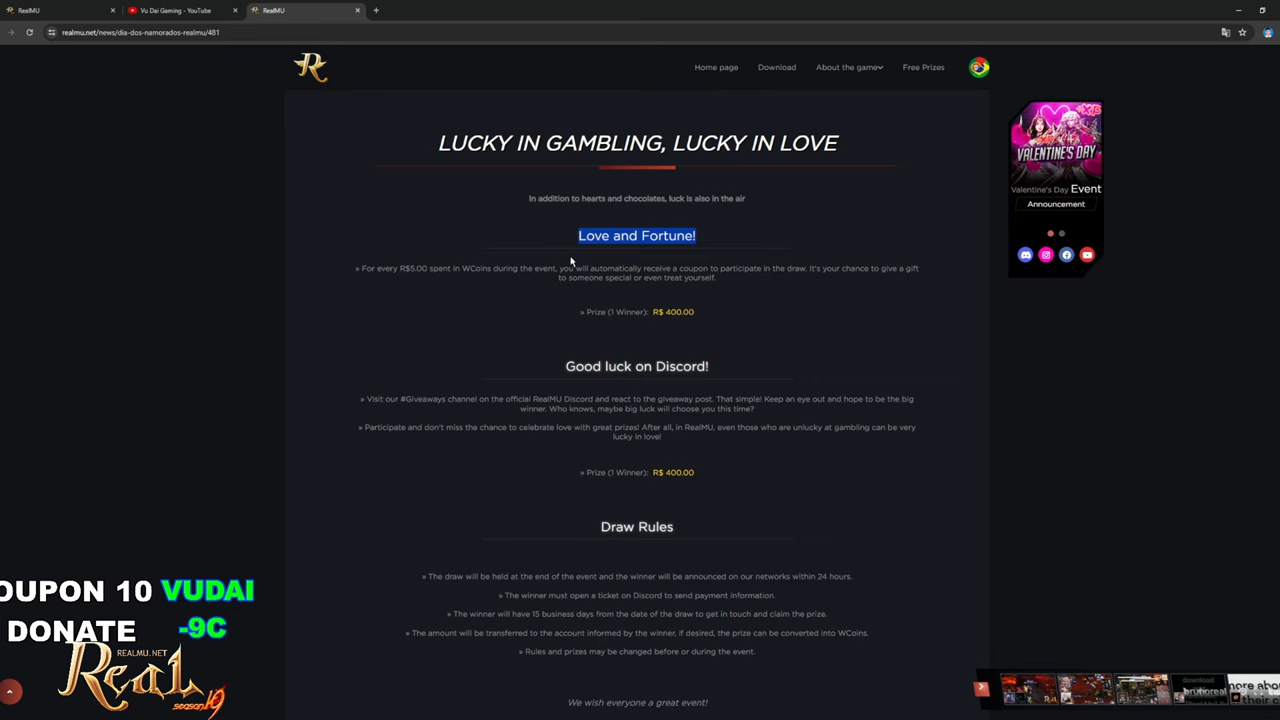 RealMU
Vu Dai Gaming - YouTube
RealMU
realmu.net/news/dia-dos-namorados-realmu/481
Home page
Download
About the game
Free Prizes
LUCKY IN GAMBLING, LUCKY IN LOVE
In addition to hearts and chocolates, luck is also in the air
Love and Fortune!
» For every R$5.00 spent in WCoins during the event, you will automatically receive a coupon to participate in the draw. It's your chance to give a gift
to someone special or even treat yourself.
» Prize (1 Winner): R$ 400.00
Good luck on Discord!
» Visit our #Giveaways channel on the official RealMU Discord and react to the giveaway post. That simple! Keep an eye out and hope to be the big
winner. Who knows, maybe big luck will choose you this time?
» Participate and don't miss the chance to celebrate love with great prizes! After all, in RealMU, even those who are unlucky at gambling can be very
lucky in love!
» Prize (1 Winner): R$ 400.00
Draw Rules
» The draw will be held at the end of the event and the winner will be announced on our networks within 24 hours.
» The winner must open a ticket on Discord to send payment information.
» The winner will have 15 business days from the date of the draw to get in touch and claim the prize.
» The amount will be transferred to the account informed by the winner, if desired, the prize can be converted into WCoins.
» Rules and prizes may be changed before or during the event.
We wish everyone a great event!
VALENTINE'S DAY
Valentine's Day Event
Announcement
OUPON 10 VUDAI
DONATE -9C
REALMU.NET
Real
season 19
download
brutioreal
more abo
their o